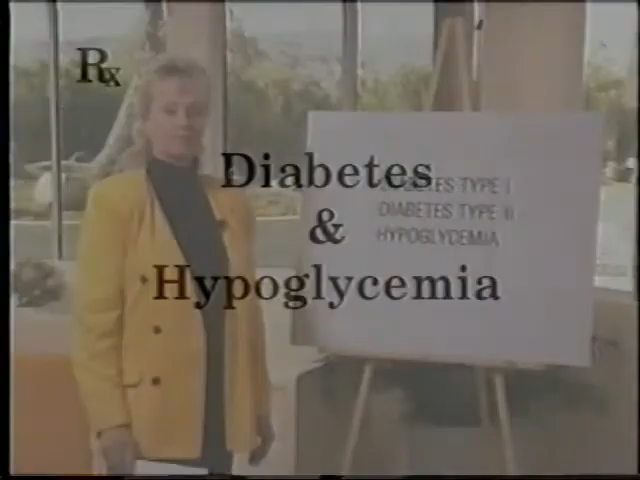 Rx
Diabetes
&
Hypoglycemia
DIABETES TYPE I
DIABETES TYPE II
HYPOGLYCEMIA